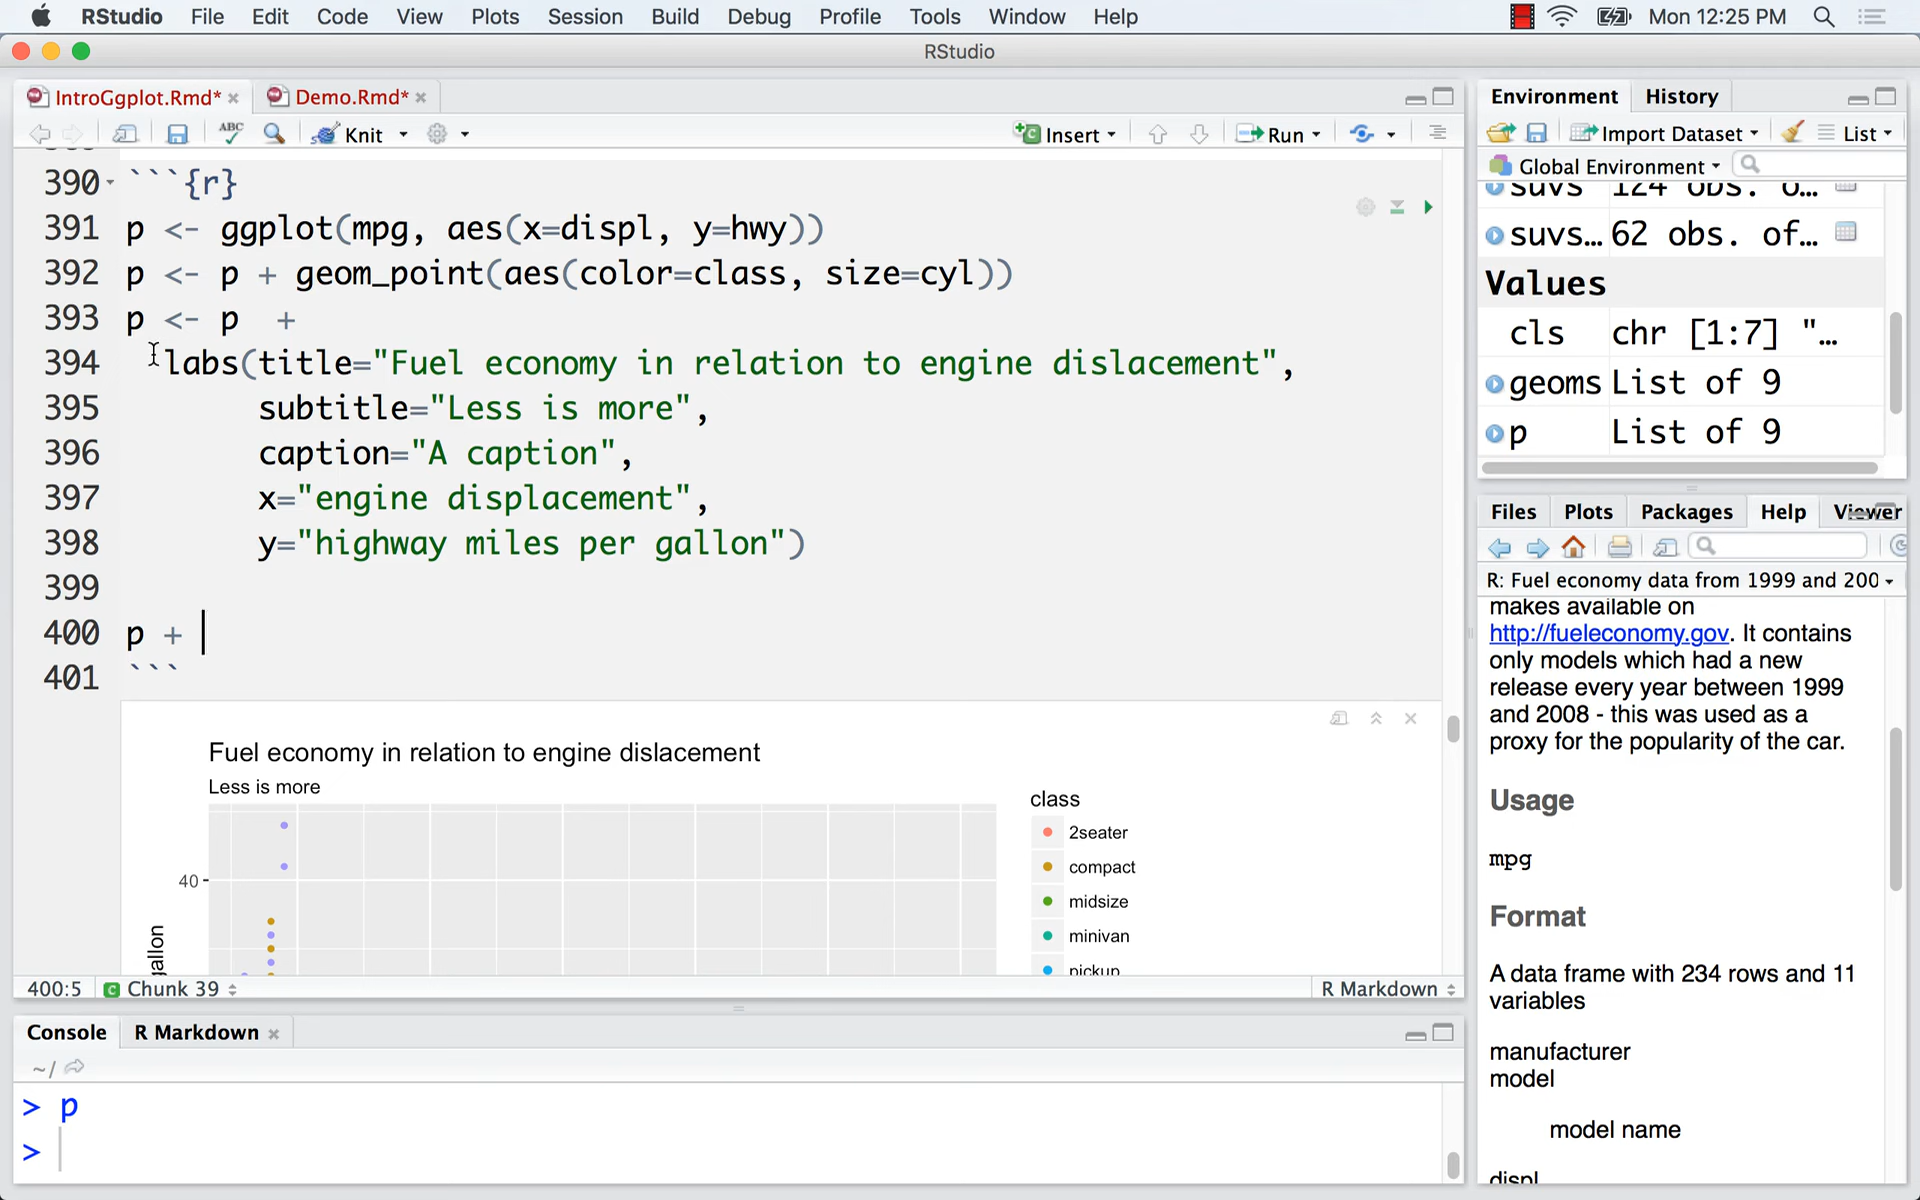 RStudio File Edit Code View Plots Session Build Debug Profile Tools Window Help Mon 12:25 PM
RStudio
IntroGgplot.Rmd* Demo.Rmd*
ABC Knit Insert Run
390 ```{r}
391 p <- ggplot(mpg, aes(x=displ, y=hwy))
392 p <- p + geom_point(aes(color=class, size=cyl))
393 p <- p  +
394 labs(title="Fuel economy in relation to engine dislacement",
395 subtitle="Less is more",
396 caption="A caption",
397 x="engine displacement",
398 y="highway miles per gallon")
399
400 p +
401 ```
Fuel economy in relation to engine dislacement
Less is more
40
gallon
class
2seater
compact
midsize
minivan
pickup
400:5 C Chunk 39 R Markdown
Console R Markdown
~/
> p
>
Environment History
Import Dataset List
Global Environment
suvs 124 obs. o...
suvs... 62 obs. of...
Values
cls chr [1:7] "...
geoms List of 9
p List of 9
Files Plots Packages Help Viewer
R: Fuel economy data from 1999 and 200
makes available on
http://fueleconomy.gov. It contains
only models which had a new
release every year between 1999
and 2008 - this was used as a
proxy for the popularity of the car.
Usage
mpg
Format
A data frame with 234 rows and 11
variables
manufacturer
model
model name
displ